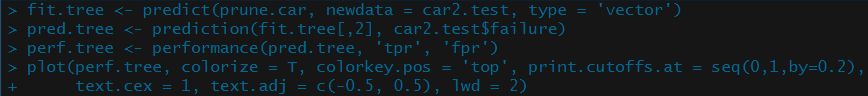 > fit.tree <- predict(prune.car, newdata = car2.test, type = 'vector')
> pred.tree <- prediction(fit.tree[,2], car2.test$failure)
> perf.tree <- performance(pred.tree, 'tpr', 'fpr')
> plot(perf.tree, colorize = T, colorkey.pos = 'top', print.cutoffs.at = seq(0,1,by=0.2),
+      text.cex = 1, text.adj = c(-0.5, 0.5), lwd = 2)